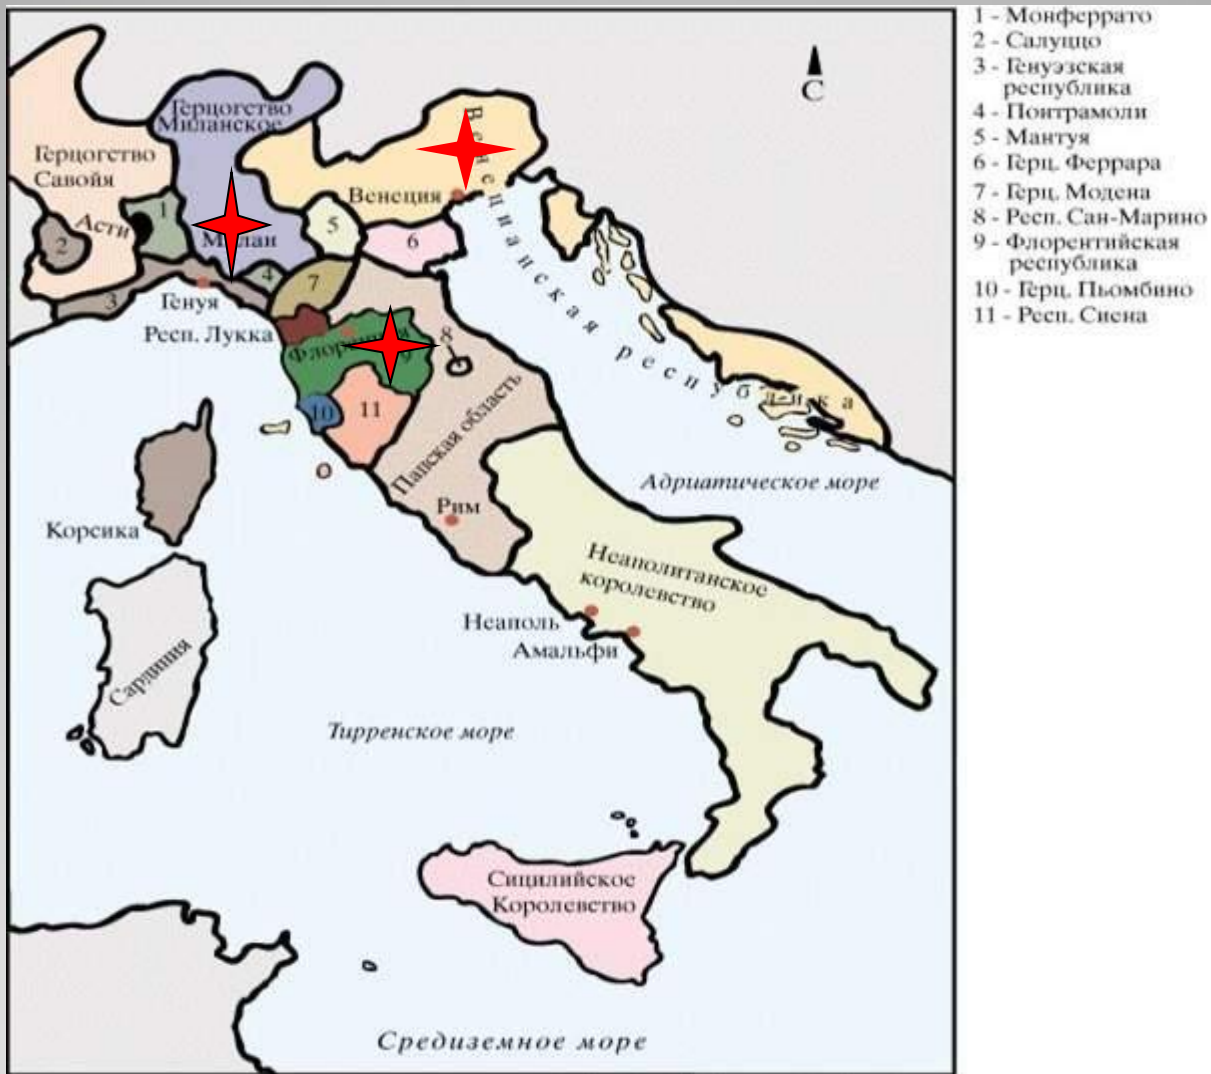 Герцогство
Миланское
Герцогство
Савойя
Асти
1
2
3
4
5
6
7
8
9
10
11
Венеция
Венецианская республика
Милан
Генуя
Респ. Лукка
С
Папская область
Рим
Адриатическое море
Корсика
Неаполитанское
королевство
Неаполь
Амальфи
Сардиния
Тирренское море
Сицилийское
Королевство
Средиземное море
1 - Монферрато
2 - Салуццо
3 - Генуэзская
республика
4 - Понтрамоли
5 - Мантуя
6 - Герц. Феррара
7 - Герц. Модена
8 - Респ. Сан-Марино
9 - Флорентийская
республика
10 - Герц. Пьомбино
11 - Респ. Сиена